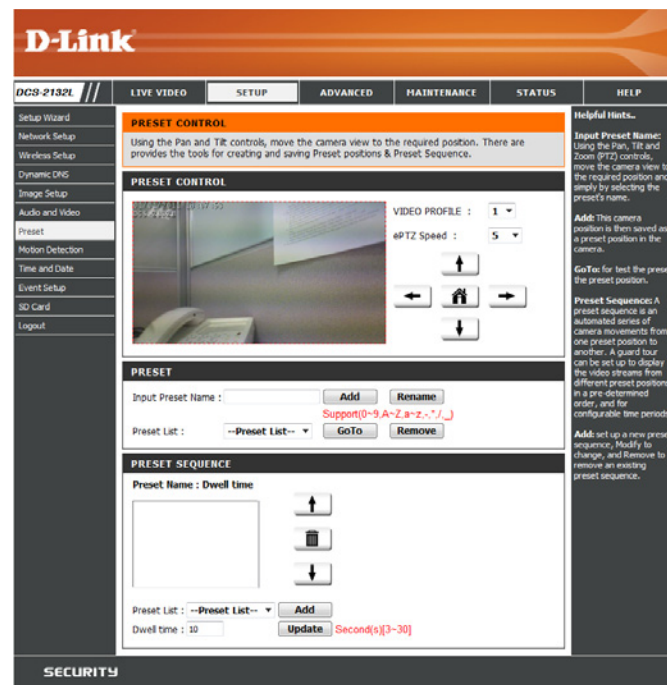 D-Link
DCS-2132L
LIVE VIDEO
SETUP
ADVANCED
MAINTENANCE
STATUS
HELP
Setup Wizard
Network Setup
Wireless Setup
Dynamic DNS
Image Setup
Audio and Video
Preset
Motion Detection
Time and Date
Event Setup
SD Card
Logout
PRESET CONTROL
Using the Pan and Tilt controls, move the camera view to the required position. There are
provides the tools for creating and saving Preset positions & Preset Sequence.
PRESET CONTROL
VIDEO PROFILE : 1
ePTZ Speed : 5
PRESET
Input Preset Name : Add Rename
Support(0~9,A~Z,a~z,-,*,/,_)
Preset List : --Preset List-- GoTo Remove
PRESET SEQUENCE
Preset Name : Dwell time
Preset List : --Preset List-- Add
Dwell time : 10 Update Second(s)[3~30]
Helpful Hints..
Input Preset Name:
Using the Pan, Tilt and
Zoom (PTZ) controls,
move the camera view to
the required position and
simply by selecting the
preset's name.
Add: This camera
position is then saved as
a preset position in the
camera.
GoTo: for test the prese
the preset position.
Preset Sequence: A
preset sequence is an
automated series of
camera movements from
one preset position to
another. A guard tour
can be set up to display
the video streams from
different preset position
in a pre-determined
order, and for
configurable time periods
Add: set up a new prese
sequence, Modify to
change, and Remove to
remove an existing
preset sequence.
SECURITY